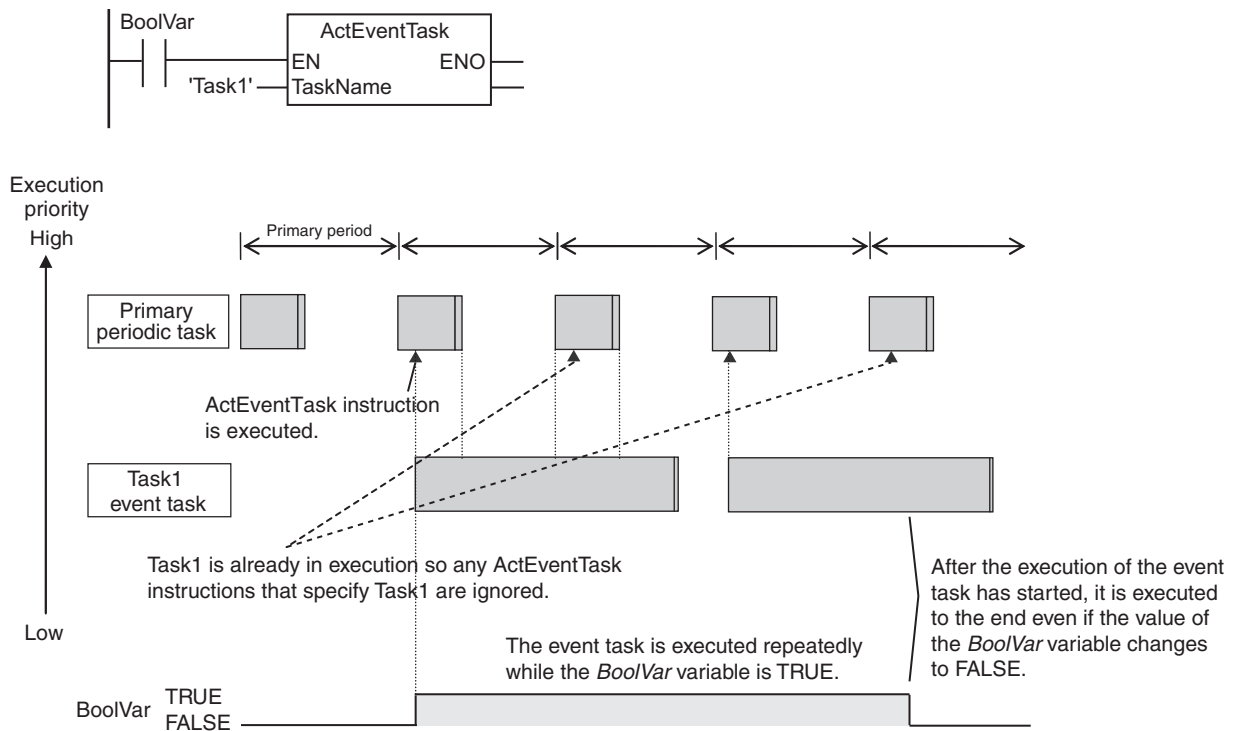 BoolVar
ActEventTask
EN ENO
'Task1' TaskName
Execution
priority
High
Primary period
Primary
periodic task
ActEventTask instruction
is executed.
Task1
event task
Task1 is already in execution so any ActEventTask
instructions that specify Task1 are ignored.
After the execution of the event
task has started, it is executed
to the end even if the value of
the BoolVar variable changes
to FALSE.
Low
The event task is executed repeatedly
while the BoolVar variable is TRUE.
BoolVar
TRUE
FALSE